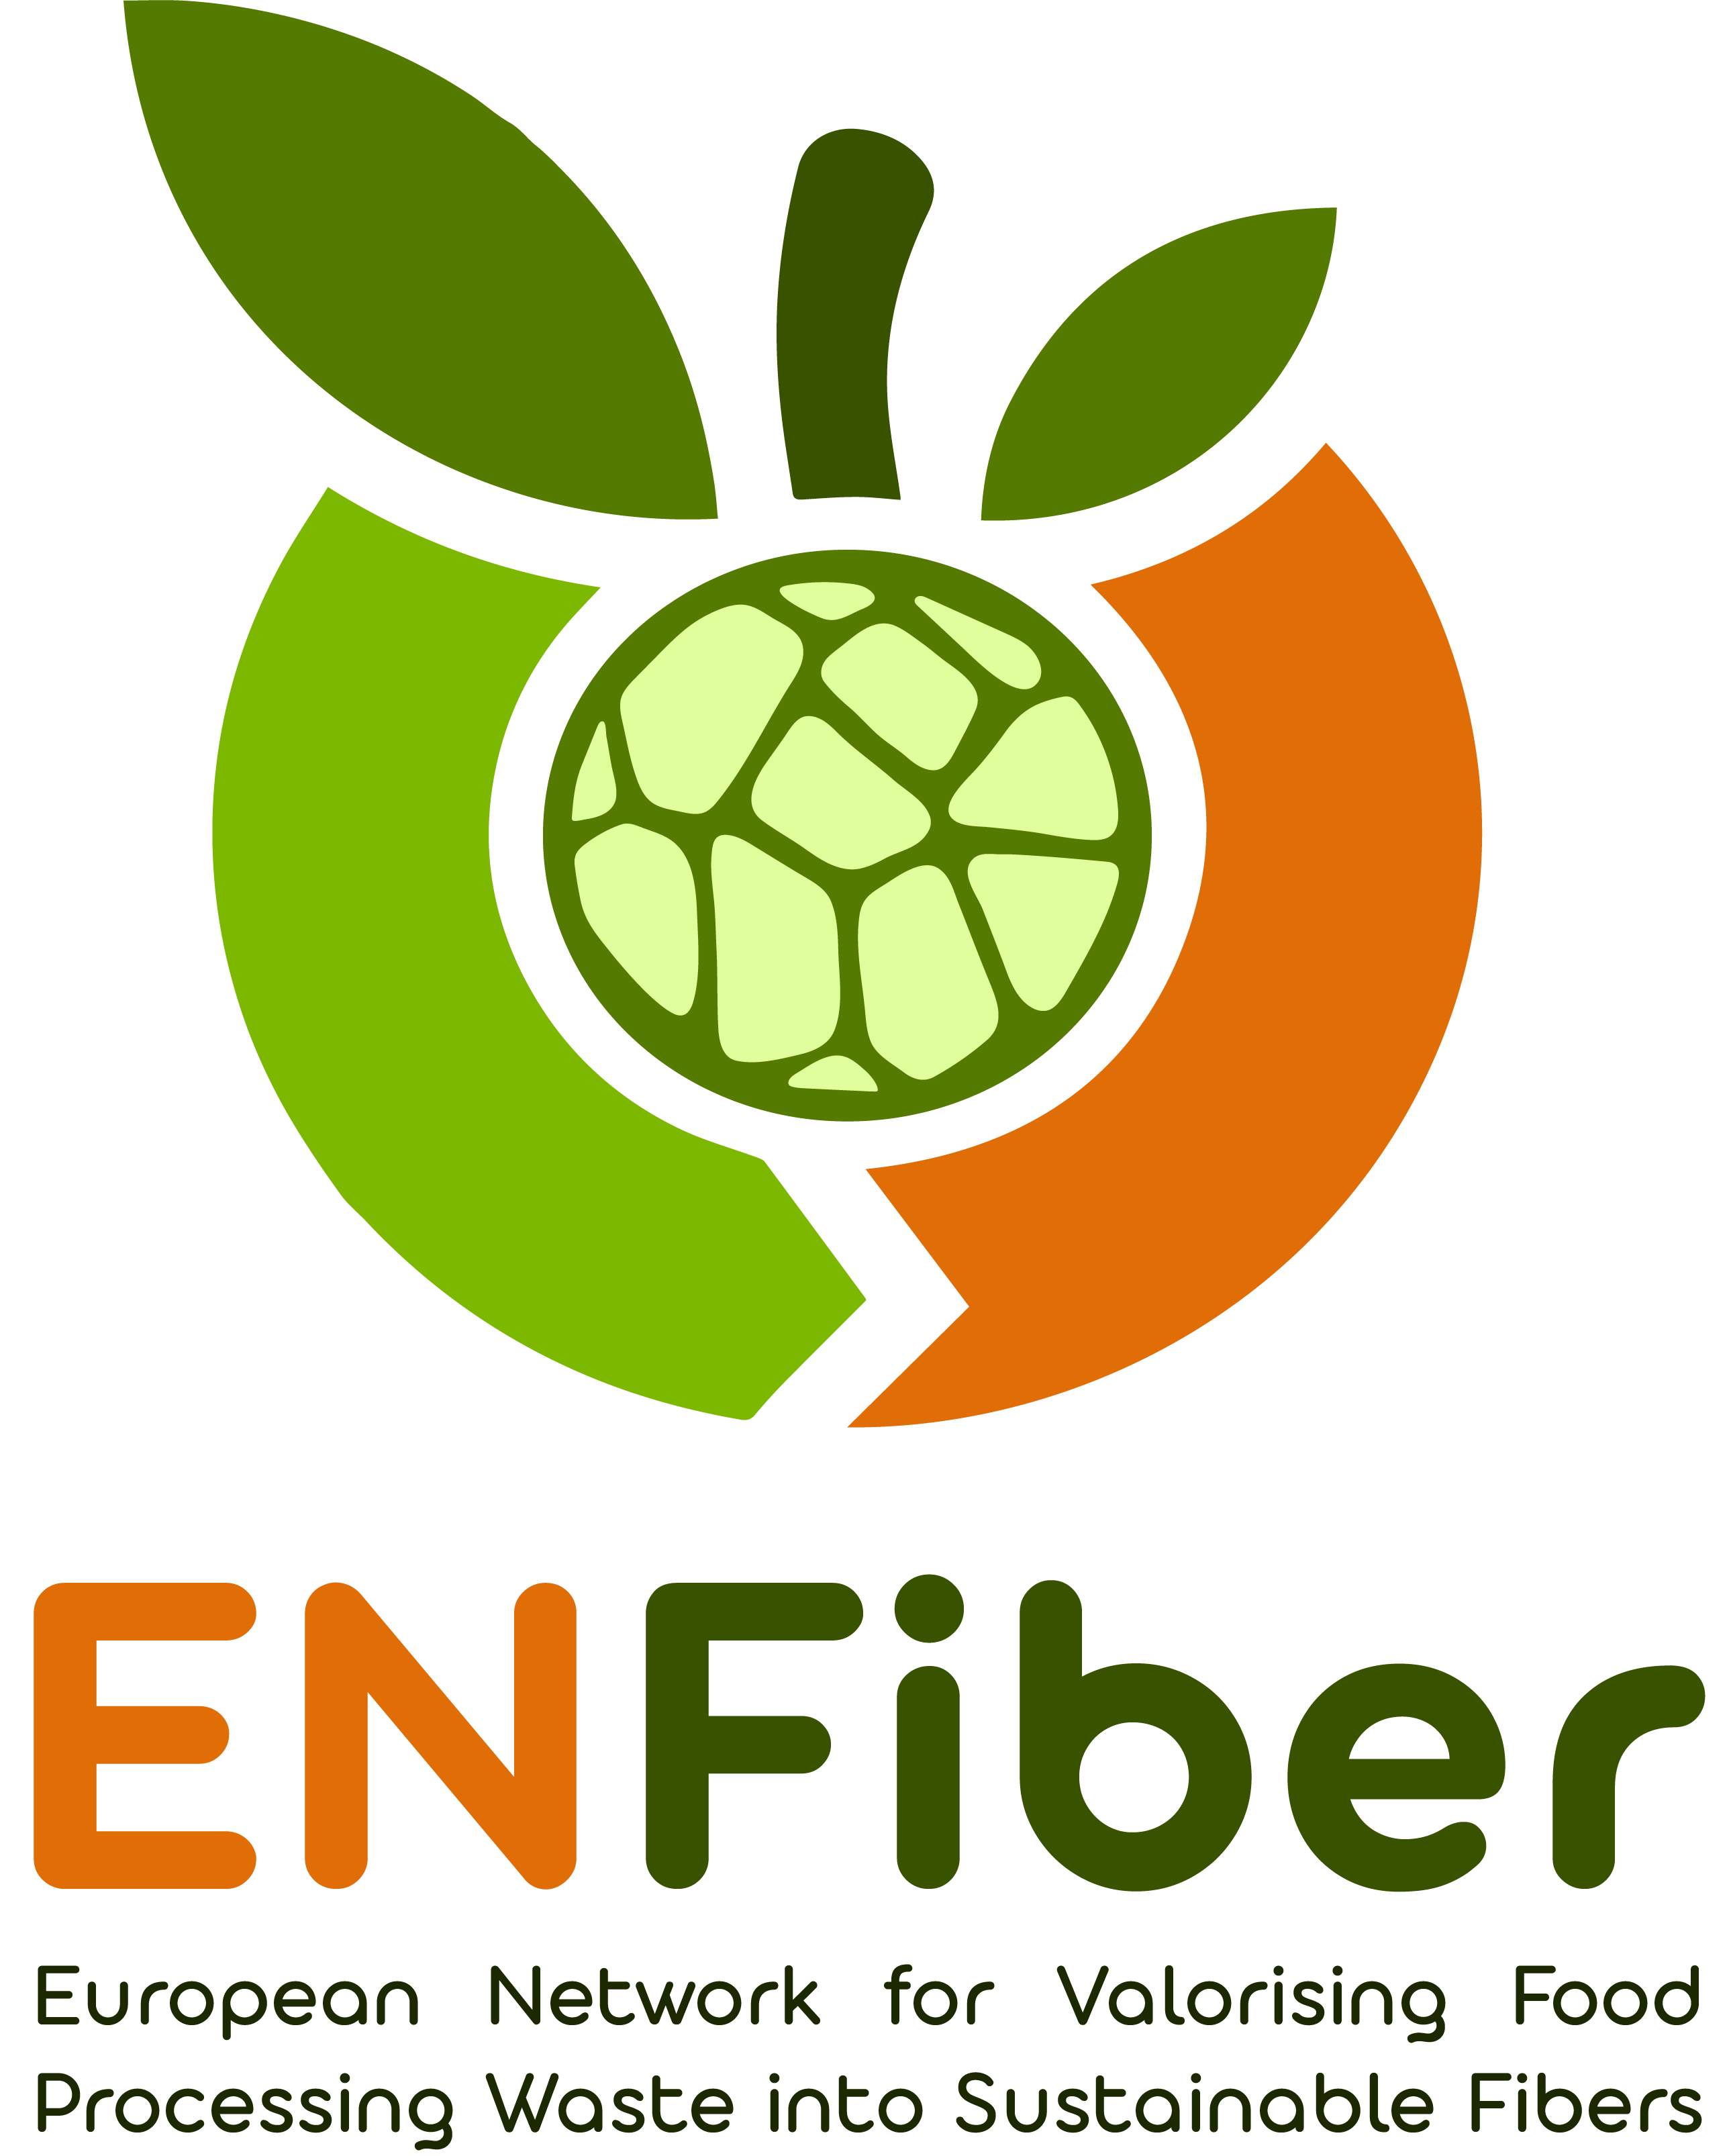 ENFiber
European Network for Valorising Food
Processing Waste into Sustainable Fibers